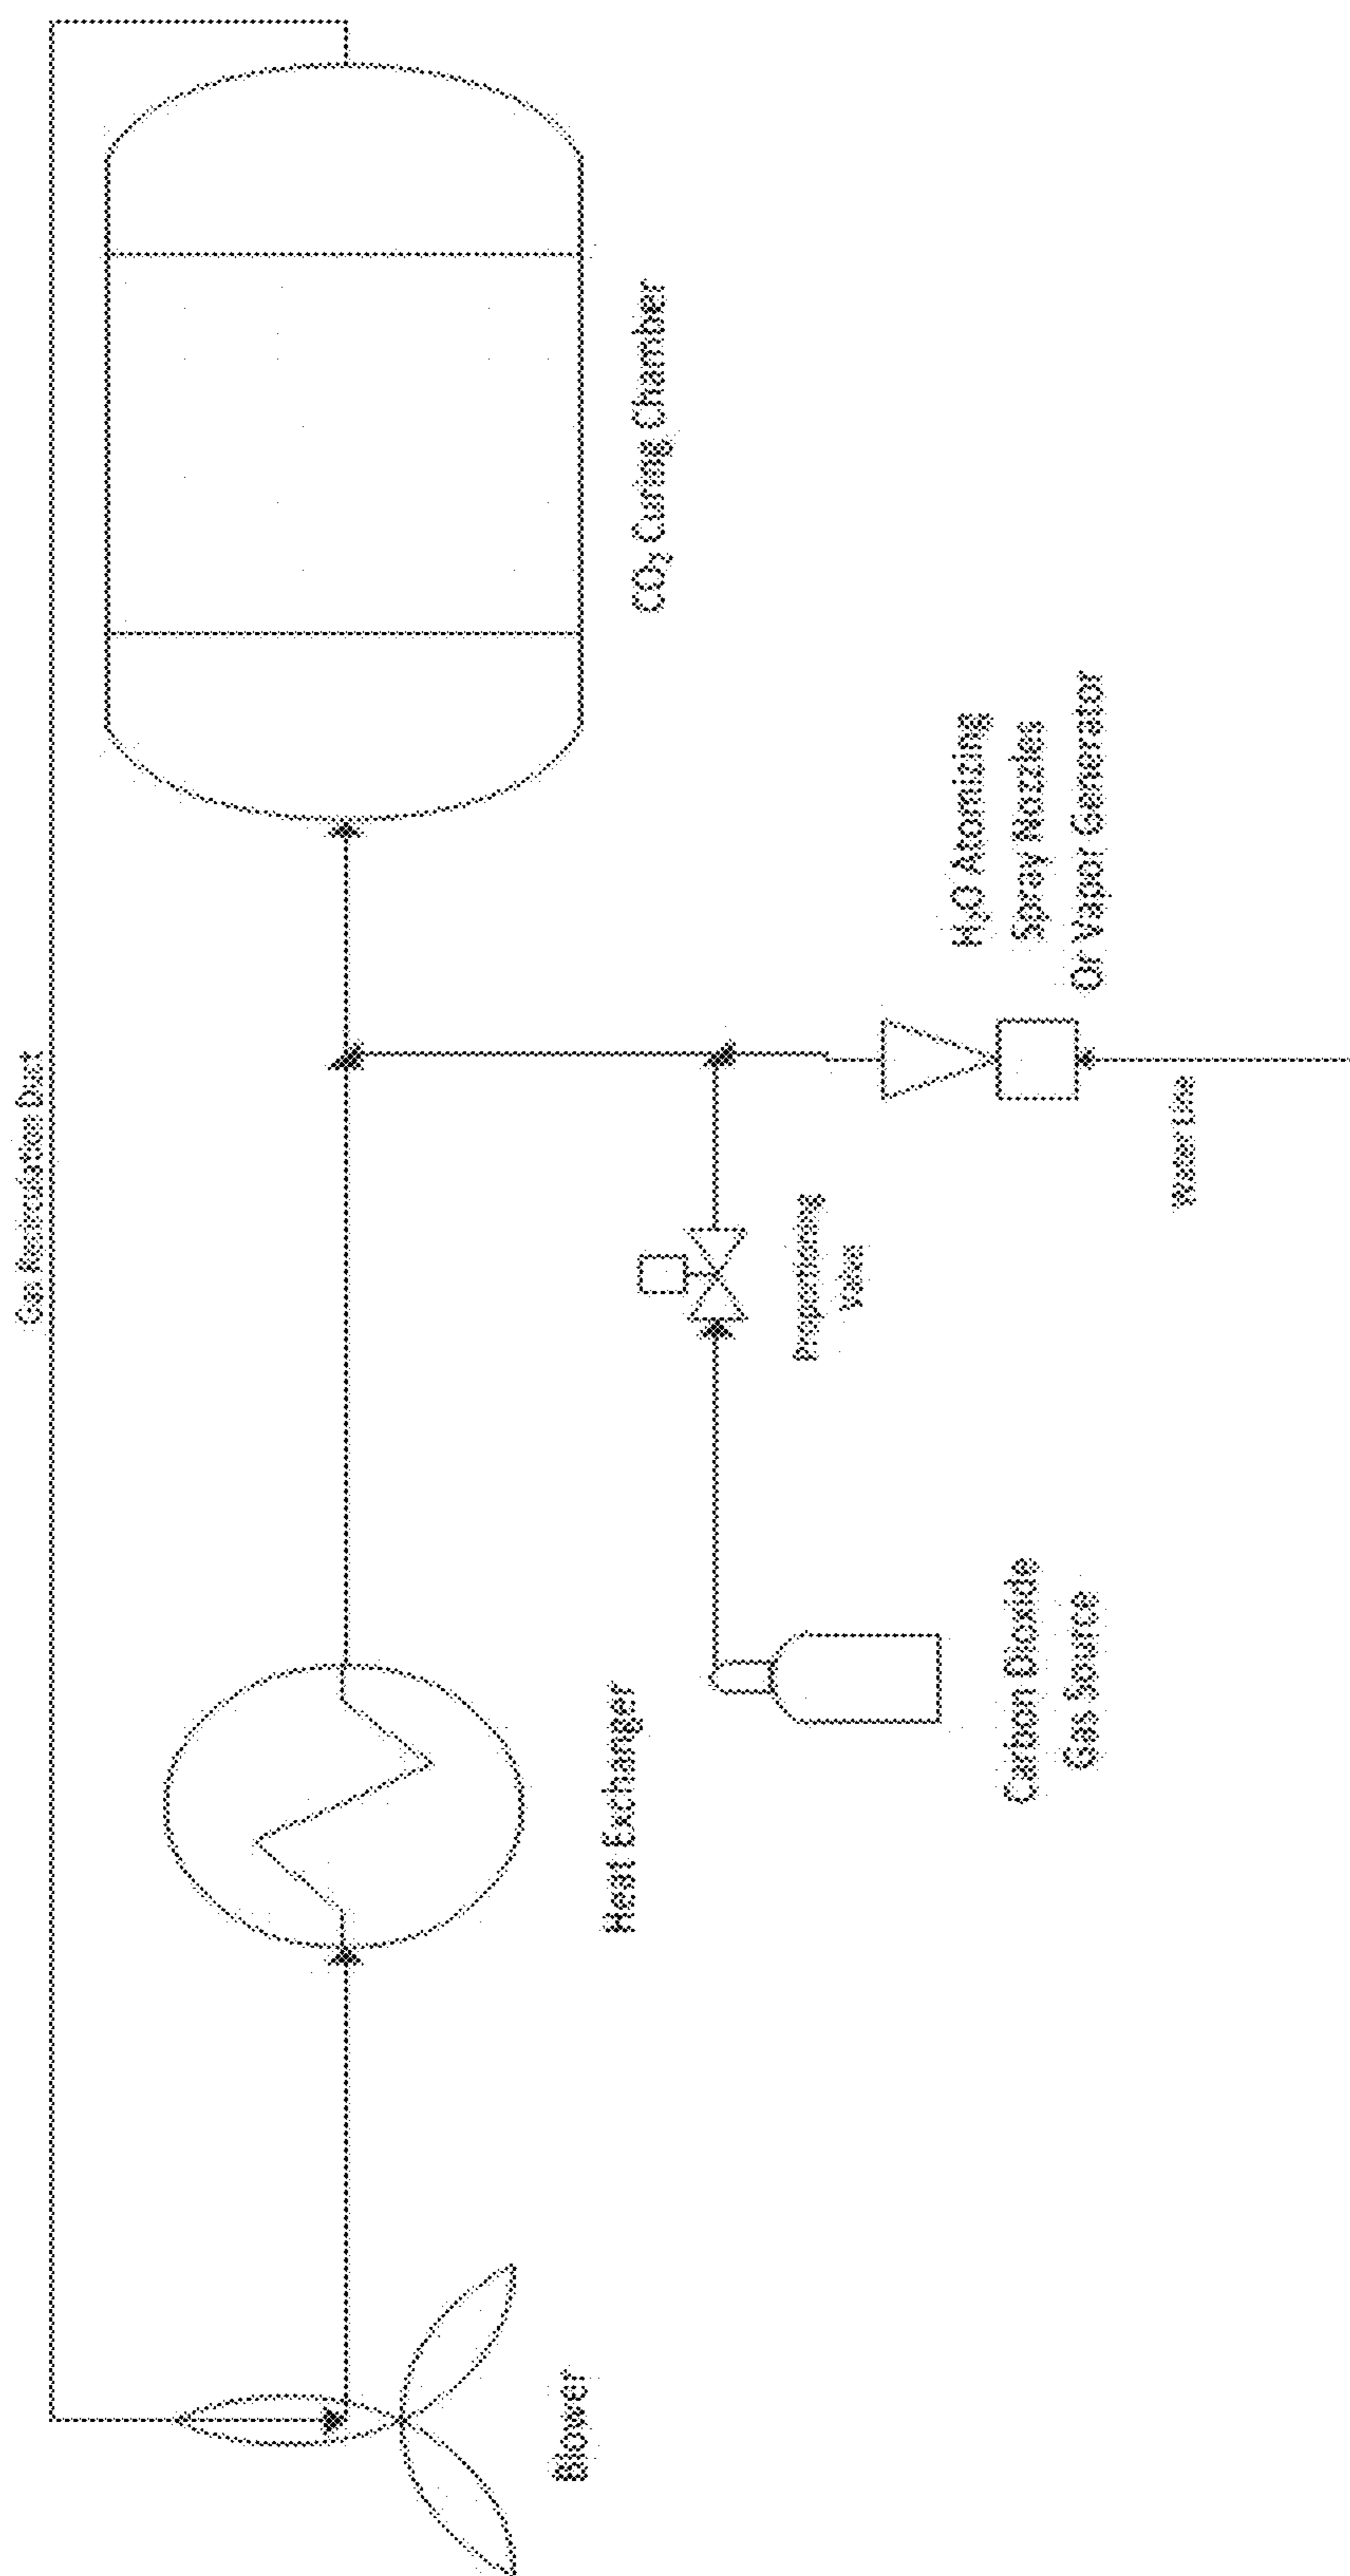 Gas Recirculation Duct
CO₂ Curing Chamber
H₂O Atomizing
Spray Nozzles
Or Vapor Generator
Water Line
Proportioning
Valve
Carbon Dioxide
Gas Source
Heat Exchanger
Blower